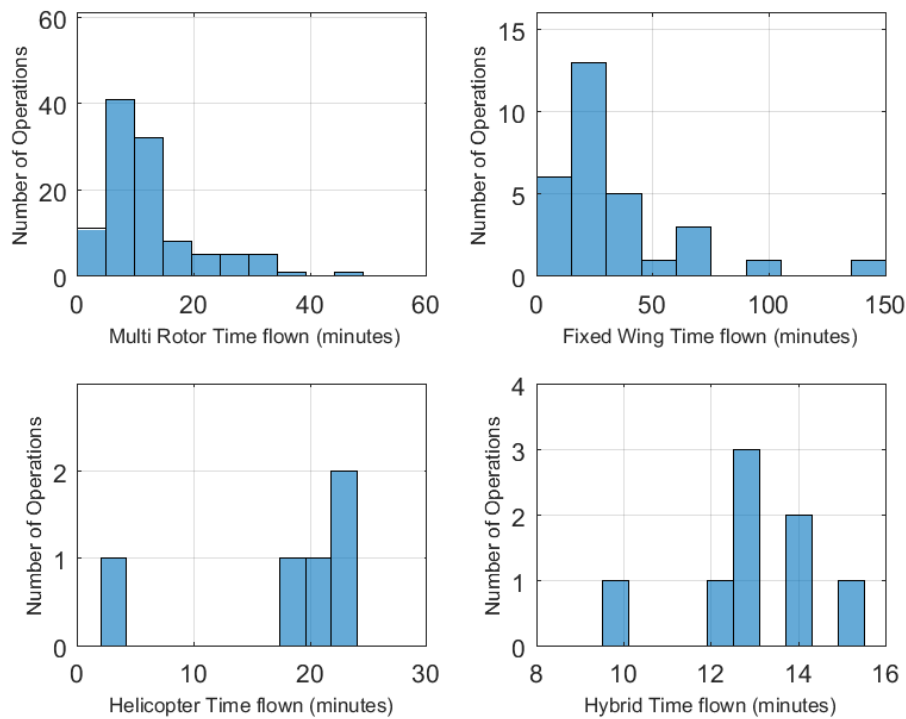 60
40
20
0
Number of Operations
0 20 40 60
Multi Rotor Time flown (minutes)
15
10
5
0
Number of Operations
0 50 100 150
Fixed Wing Time flown (minutes)
2
1
0
Number of Operations
0 10 20 30
Helicopter Time flown (minutes)
4
3
2
1
0
Number of Operations
8 10 12 14 16
Hybrid Time flown (minutes)